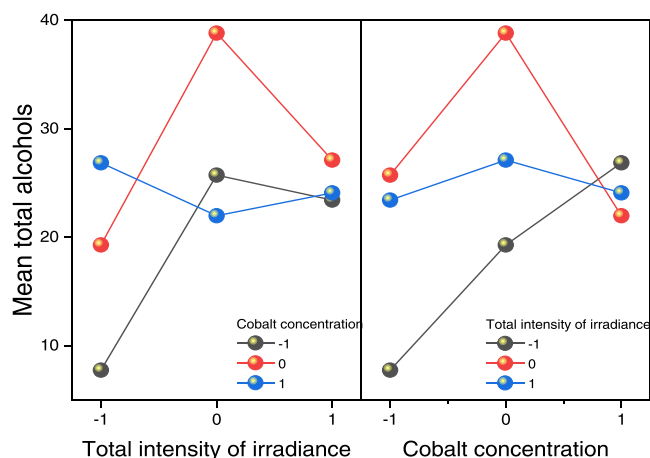 Mean total alcohols
40
30
20
10
Cobalt concentration
-1
0
1
Total intensity of irradiance
-1
0
1
-1 0 1
-1 0 1
Total intensity of irradiance
Cobalt concentration